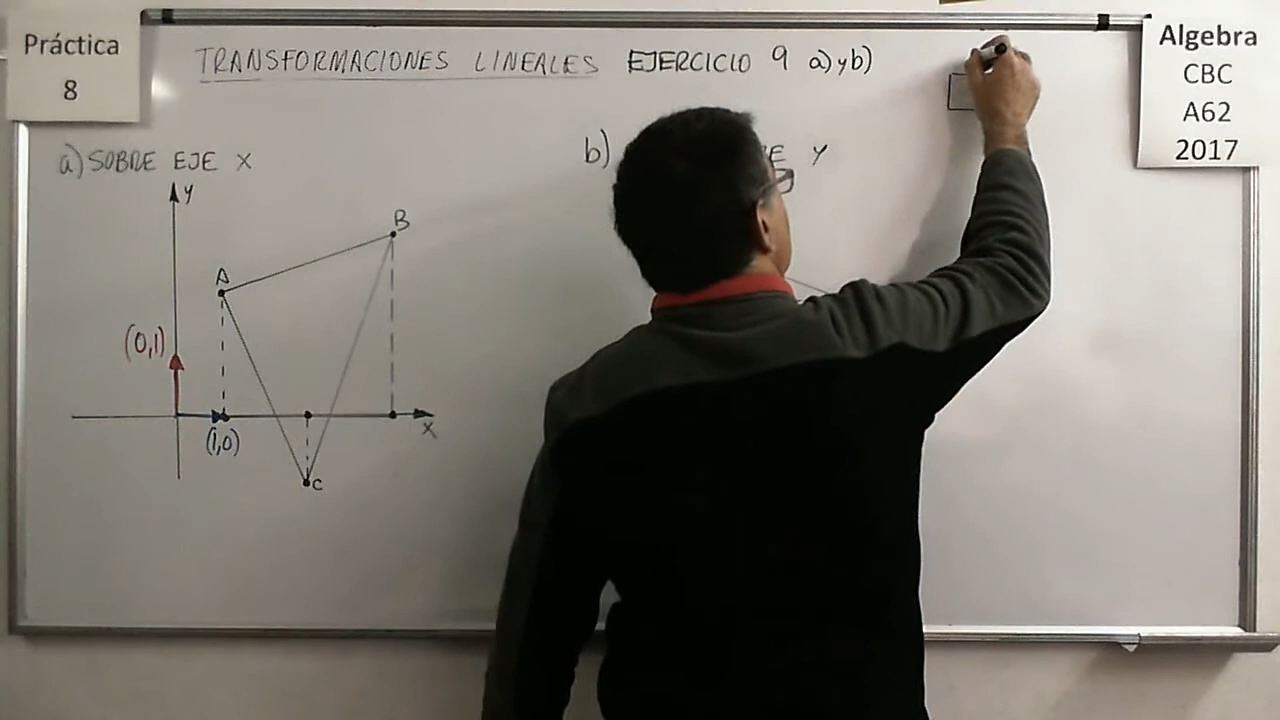 Práctica
8
TRANSFORMACIONES LINEALES EJERCICIO 9 a) y b)
Algebra
CBC
A62
2017
a) SOBRE EJE X
b)
E Y
y
B
A
(0,1)
(1,0)
x
C